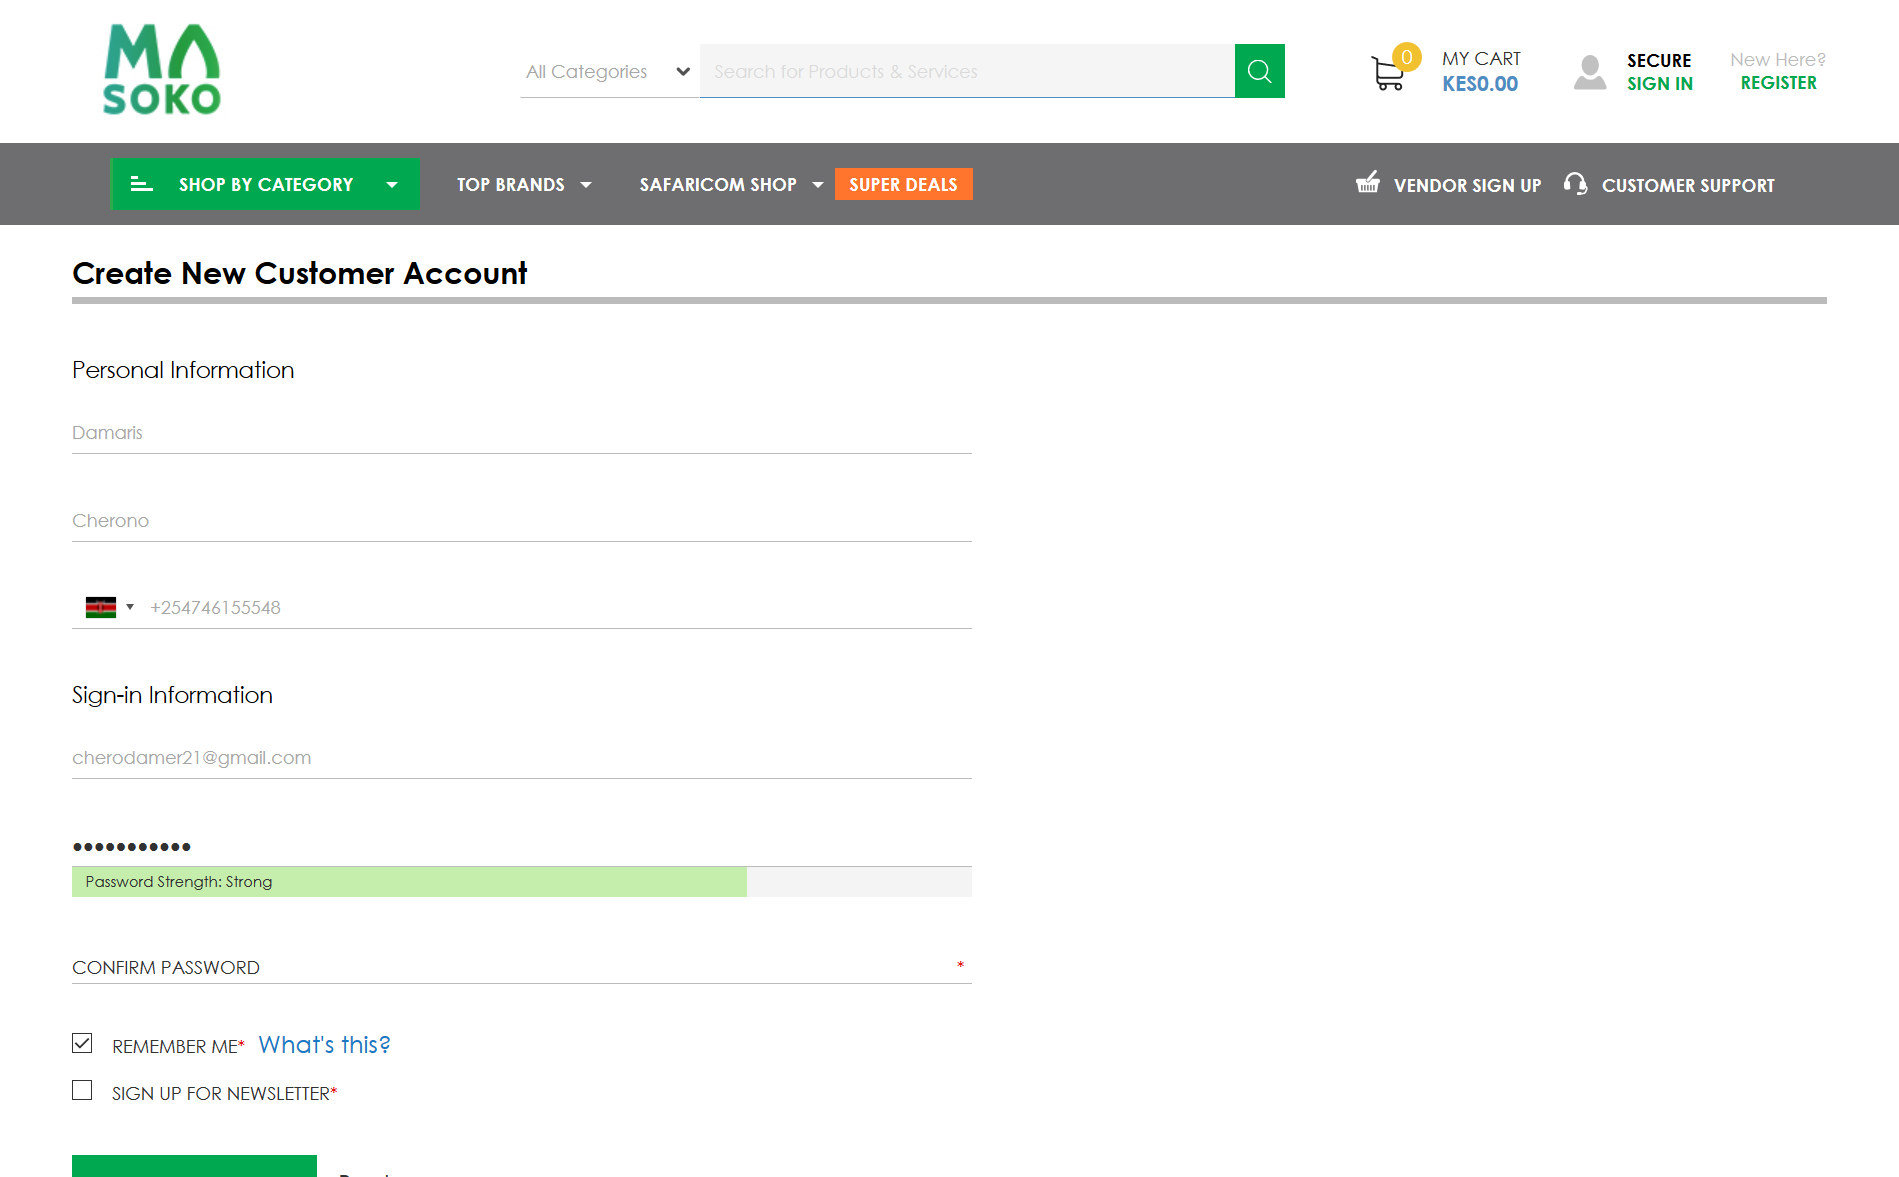 MA
SOKO
All Categories
Search for Products & Services
0
MY CART
KES0.00
SECURE
SIGN IN
New Here?
REGISTER
SHOP BY CATEGORY
TOP BRANDS
SAFARICOM SHOP
SUPER DEALS
VENDOR SIGN UP
CUSTOMER SUPPORT
Create New Customer Account
Personal Information
Damaris
Cherono
+254746155548
Sign-in Information
cherodamer21@gmail.com
•••••••••••
Password Strength: Strong
CONFIRM PASSWORD *
REMEMBER ME* What's this?
SIGN UP FOR NEWSLETTER*